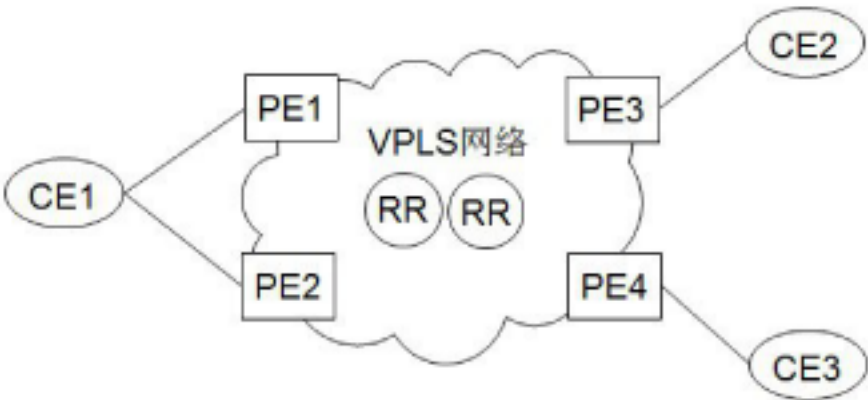 CE2
PE1
PE3
VPLS网络
CE1
RR RR
PE2
PE4
CE3